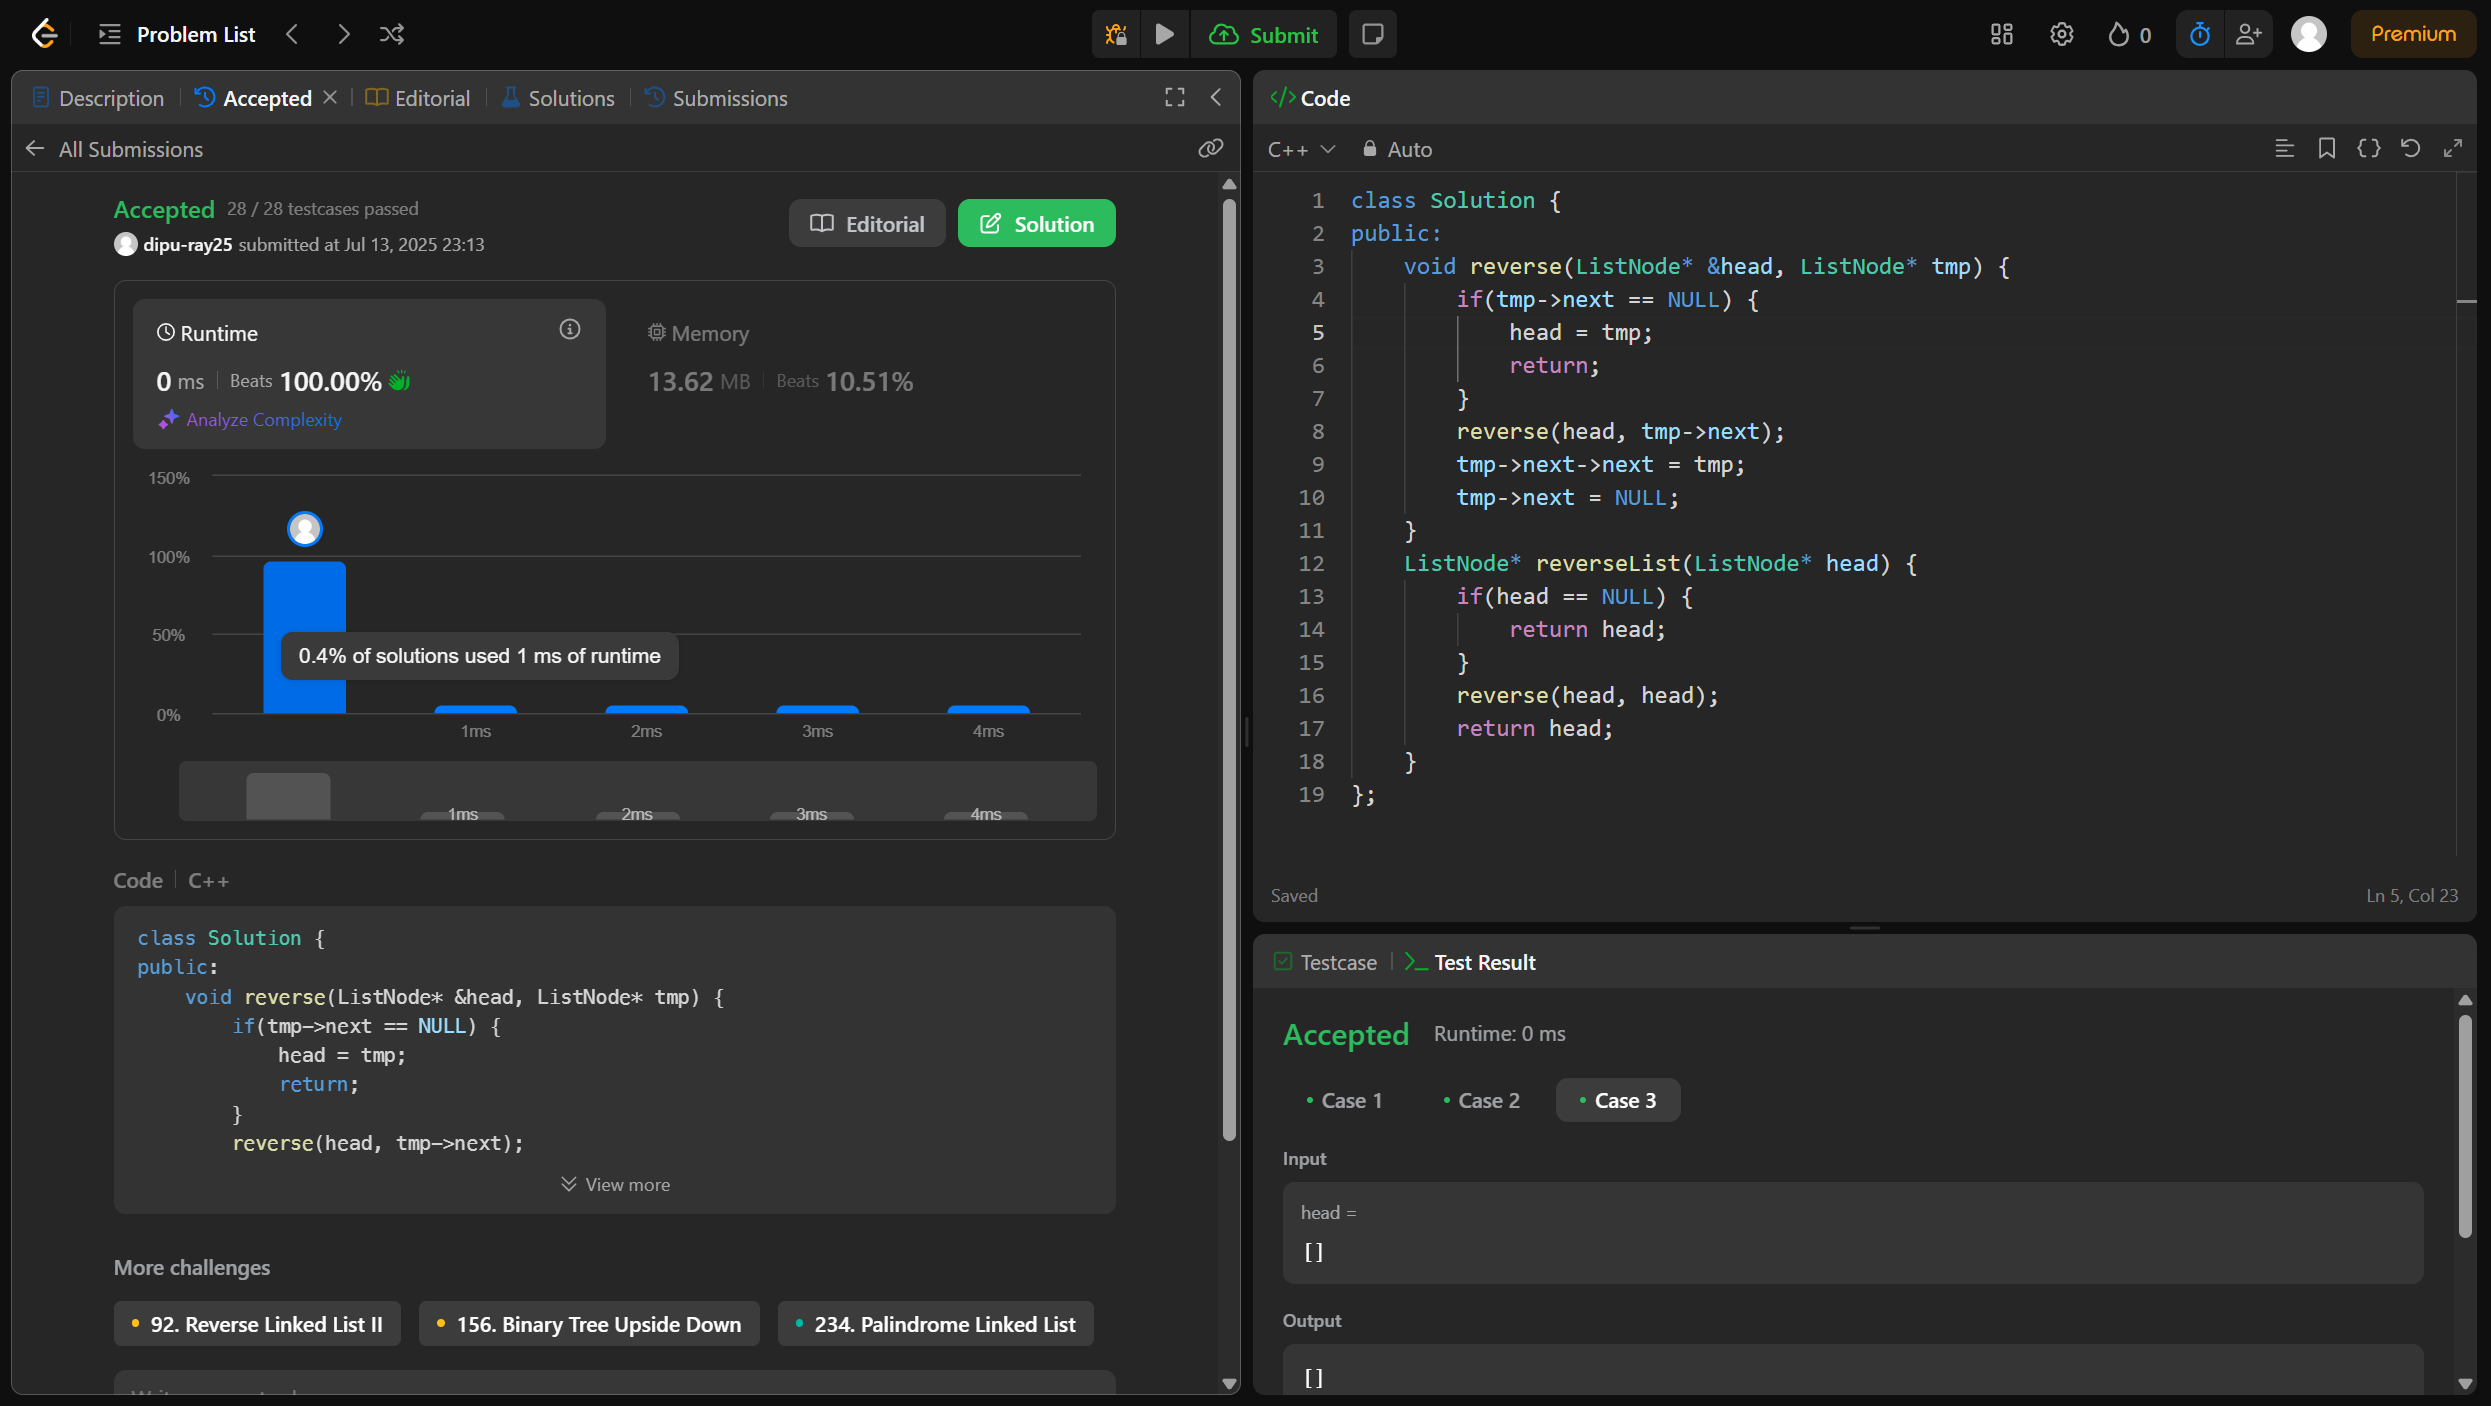 Problem List
Submit
0
Premium
Description
Accepted
Editorial
Solutions
Submissions
All Submissions
Accepted 28 / 28 testcases passed
dipu-ray25 submitted at Jul 13, 2025 23:13
Editorial
Solution
Runtime
0 ms Beats 100.00%
Analyze Complexity
Memory
13.62 MB Beats 10.51%
150%
100%
50%
0%
0.4% of solutions used 1 ms of runtime
1ms 2ms 3ms 4ms
1ms 2ms 3ms 4ms
Code C++
class Solution {
public:
    void reverse(ListNode* &head, ListNode* tmp) {
        if(tmp->next == NULL) {
            head = tmp;
            return;
        }
        reverse(head, tmp->next);
View more
More challenges
92. Reverse Linked List II
156. Binary Tree Upside Down
234. Palindrome Linked List
Code
C++ Auto
1 class Solution {
2 public:
3     void reverse(ListNode* &head, ListNode* tmp) {
4         if(tmp->next == NULL) {
5             head = tmp;
6             return;
7         }
8         reverse(head, tmp->next);
9         tmp->next->next = tmp;
10         tmp->next = NULL;
11     }
12     ListNode* reverseList(ListNode* head) {
13         if(head == NULL) {
14             return head;
15         }
16         reverse(head, head);
17         return head;
18     }
19 };
Saved
Ln 5, Col 23
Testcase
Test Result
Accepted Runtime: 0 ms
Case 1
Case 2
Case 3
Input
head =
[]
Output
[]